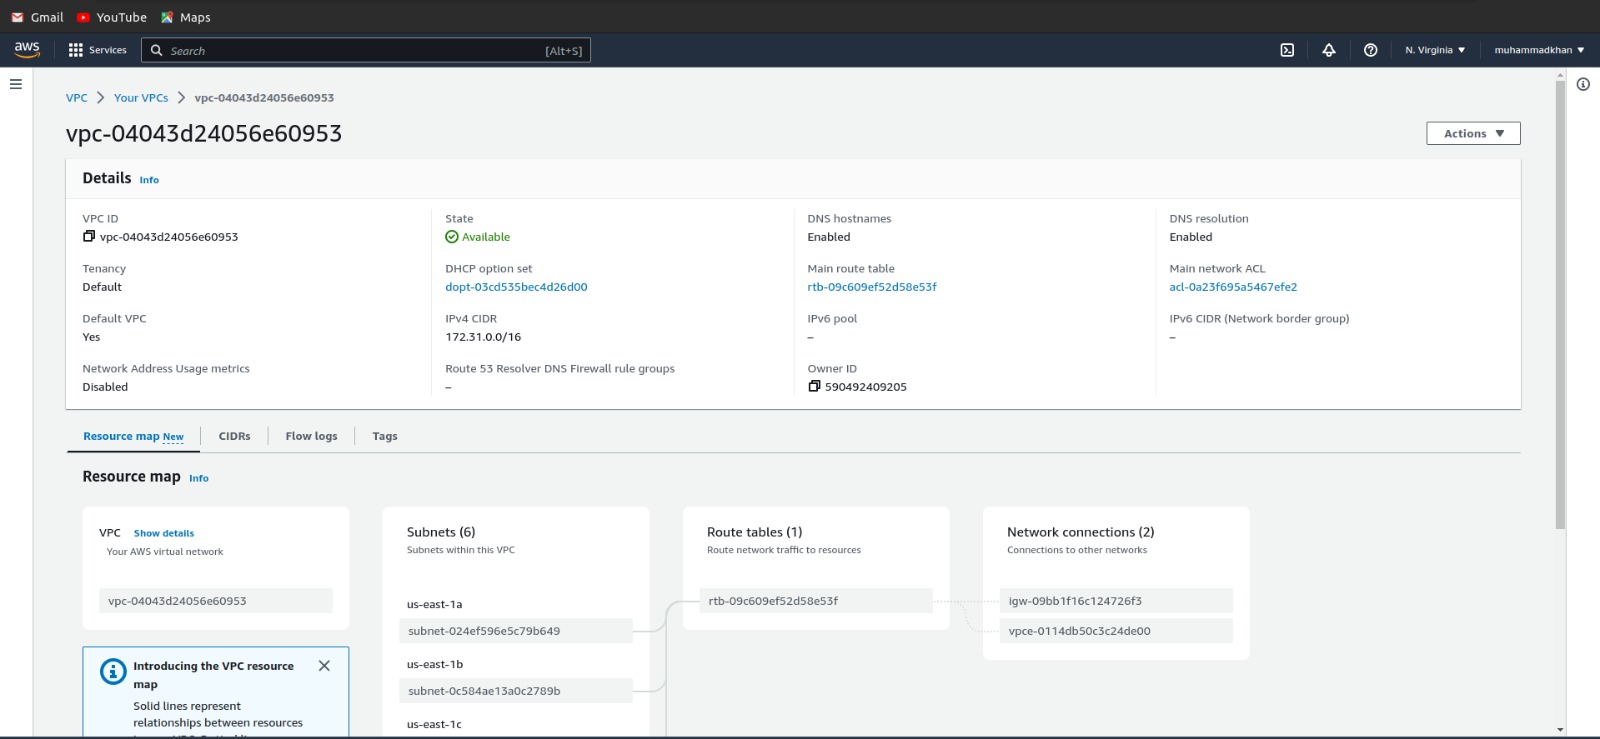 Gmail YouTube Maps
aws Services Search [Alt+S] N. Virginia muhammadkhan
VPC Your VPCs vpc-04043d24056e60953
vpc-04043d24056e60953
Actions
Details Info
VPC ID State DNS hostnames DNS resolution
vpc-04043d24056e60953 Available Enabled Enabled
Tenancy DHCP option set Main route table Main network ACL
Default dopt-03cd535bec4d26d00 rtb-09c609ef52d58e53f acl-0a23f695a5467efe2
Default VPC IPv4 CIDR IPv6 pool IPv6 CIDR (Network border group)
Yes 172.31.0.0/16 – –
Network Address Usage metrics Route 53 Resolver DNS Firewall rule groups Owner ID
Disabled – 590492409205
Resource map New CIDRs Flow logs Tags
Resource map Info
VPC Show details
Your AWS virtual network
vpc-04043d24056e60953
Introducing the VPC resource
map
Solid lines represent
relationships between resources
Subnets (6)
Subnets within this VPC
us-east-1a
subnet-024ef596e5c79b649
us-east-1b
subnet-0c584ae13a0c2789b
us-east-1c
Route tables (1)
Route network traffic to resources
rtb-09c609ef52d58e53f
Network connections (2)
Connections to other networks
igw-09bb1f16c124726f3
vpce-0114db50c3c24de00